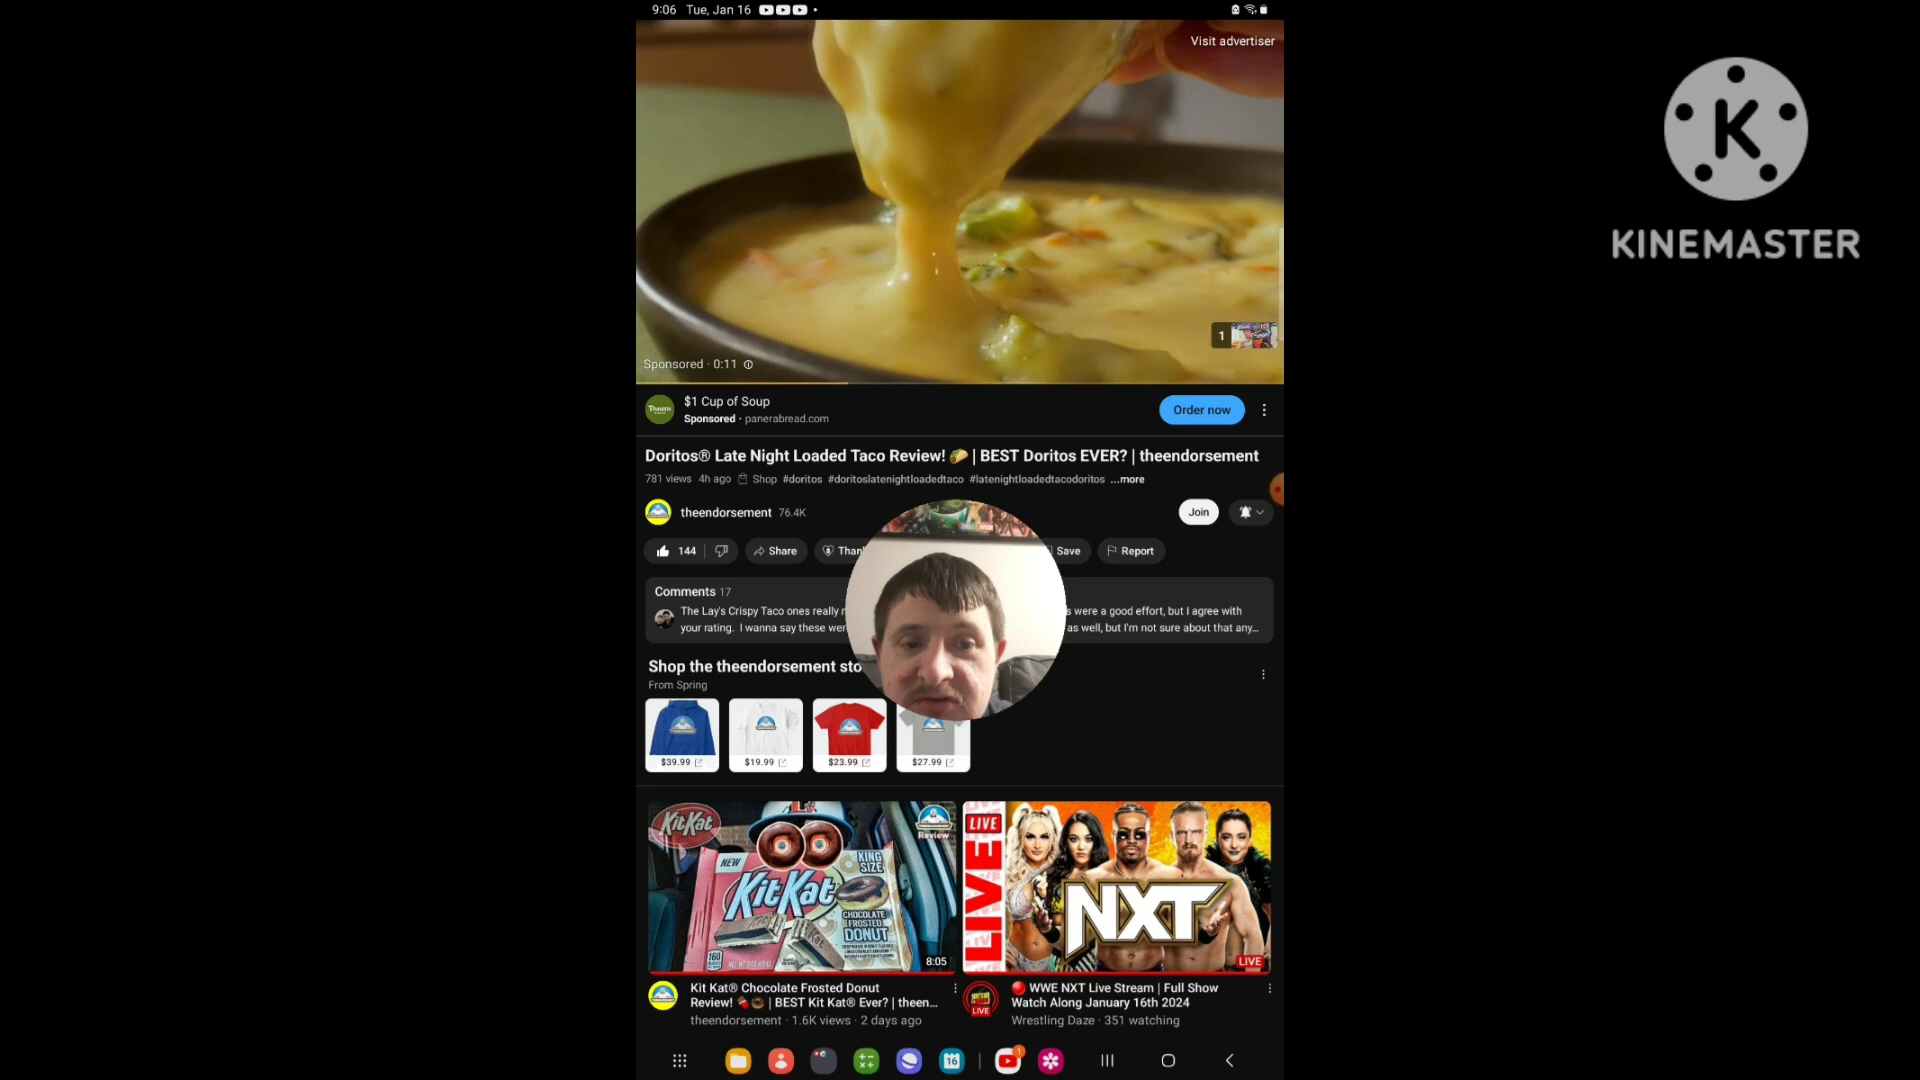 9:06 Tue, Jan 16
Visit advertiser
KINEMASTER
1
Sponsored · 0:11
$1 Cup of Soup
Sponsored · panerabread.com
Order now
Doritos® Late Night Loaded Taco Review! 🌮 | BEST Doritos EVER? | theendorsement
781 views 4h ago Shop #doritos #doritoslatenightloadedtaco #latenightloadedtacodoritos ...more
theendorsement 76.4K
Join
144 Share Than Save Report
Comments 17
The Lay's Crispy Taco ones really s were a good effort, but I agree with
your rating. I wanna say these wer as well, but I'm not sure about that any...
Shop the theendorsement sto
From Spring
$39.99 $19.99 $23.99 $27.99
KitKat
Review
NEW
KING
SIZE
KitKat
CHOCOLATE
FROSTED
DONUT
160
8:05
LIVE
LIVE
NXT
LIVE
Kit Kat® Chocolate Frosted Donut
Review! 🍫🍩 | BEST Kit Kat® Ever? | theen...
theendorsement · 1.6K views · 2 days ago
🔴 WWE NXT Live Stream | Full Show
Watch Along January 16th 2024
Wrestling Daze · 351 watching
LIVE
16
1